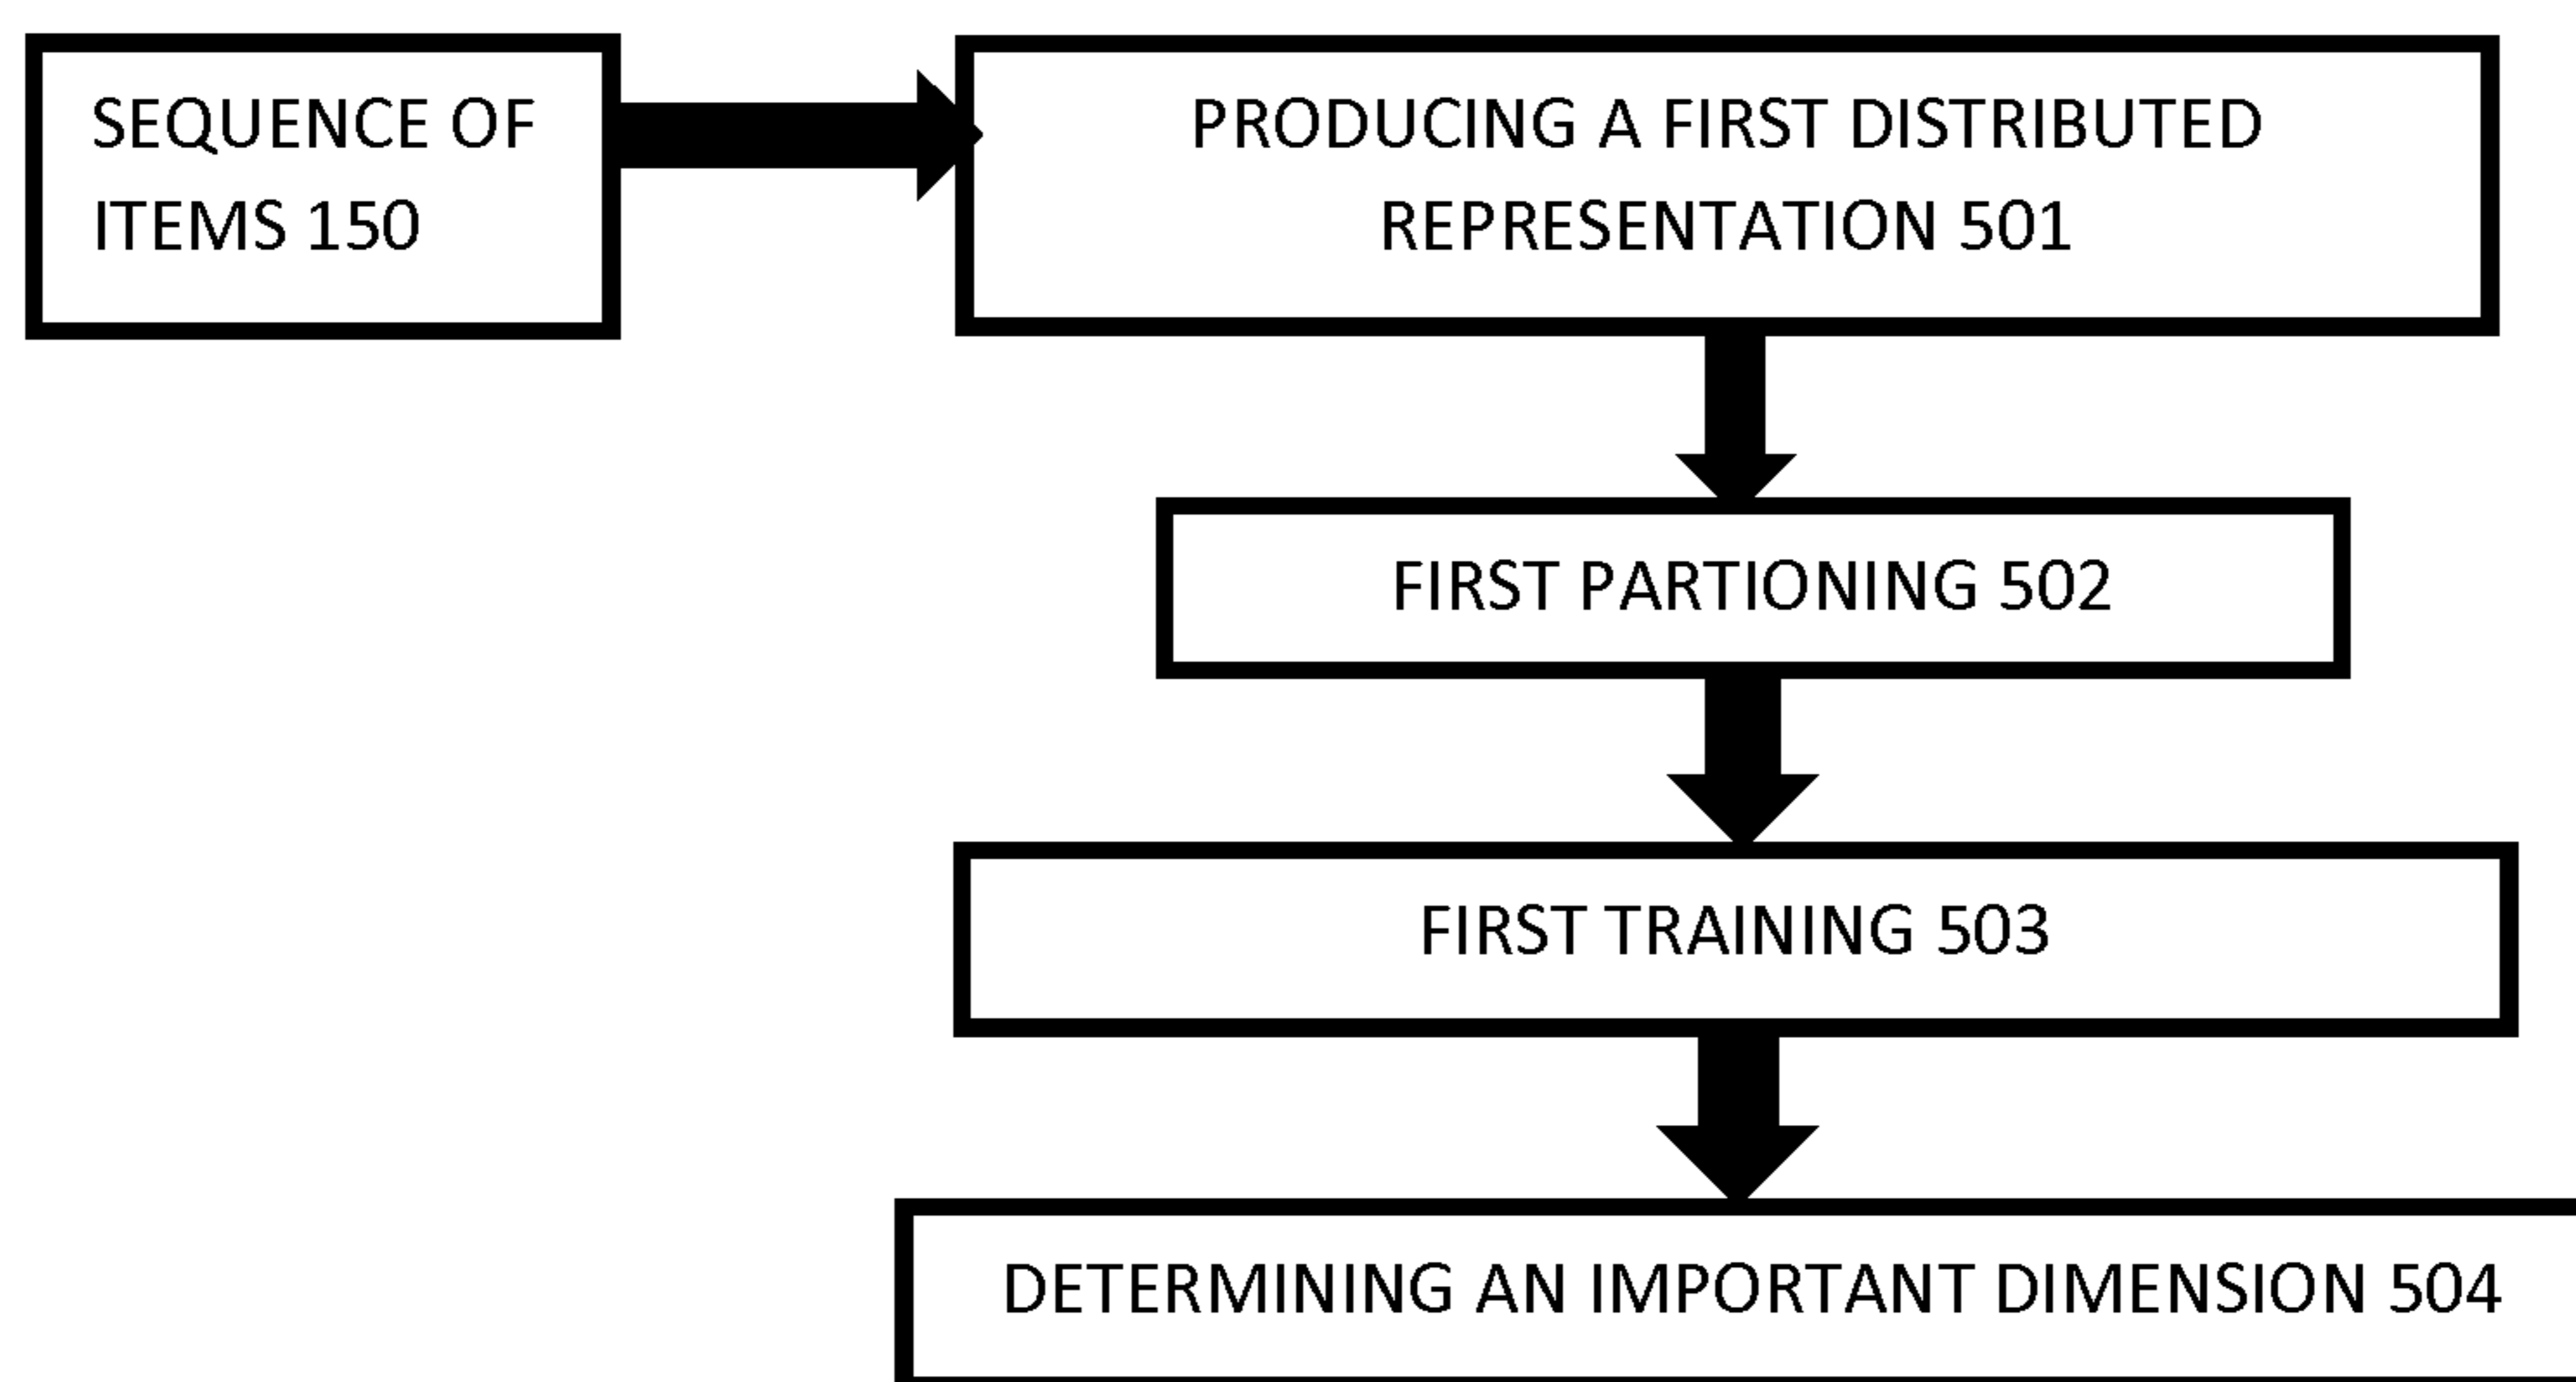 SEQUENCE OF
ITEMS 150
PRODUCING A FIRST DISTRIBUTED
REPRESENTATION 501
FIRST PARTIONING 502
FIRST TRAINING 503
DETERMINING AN IMPORTANT DIMENSION 504